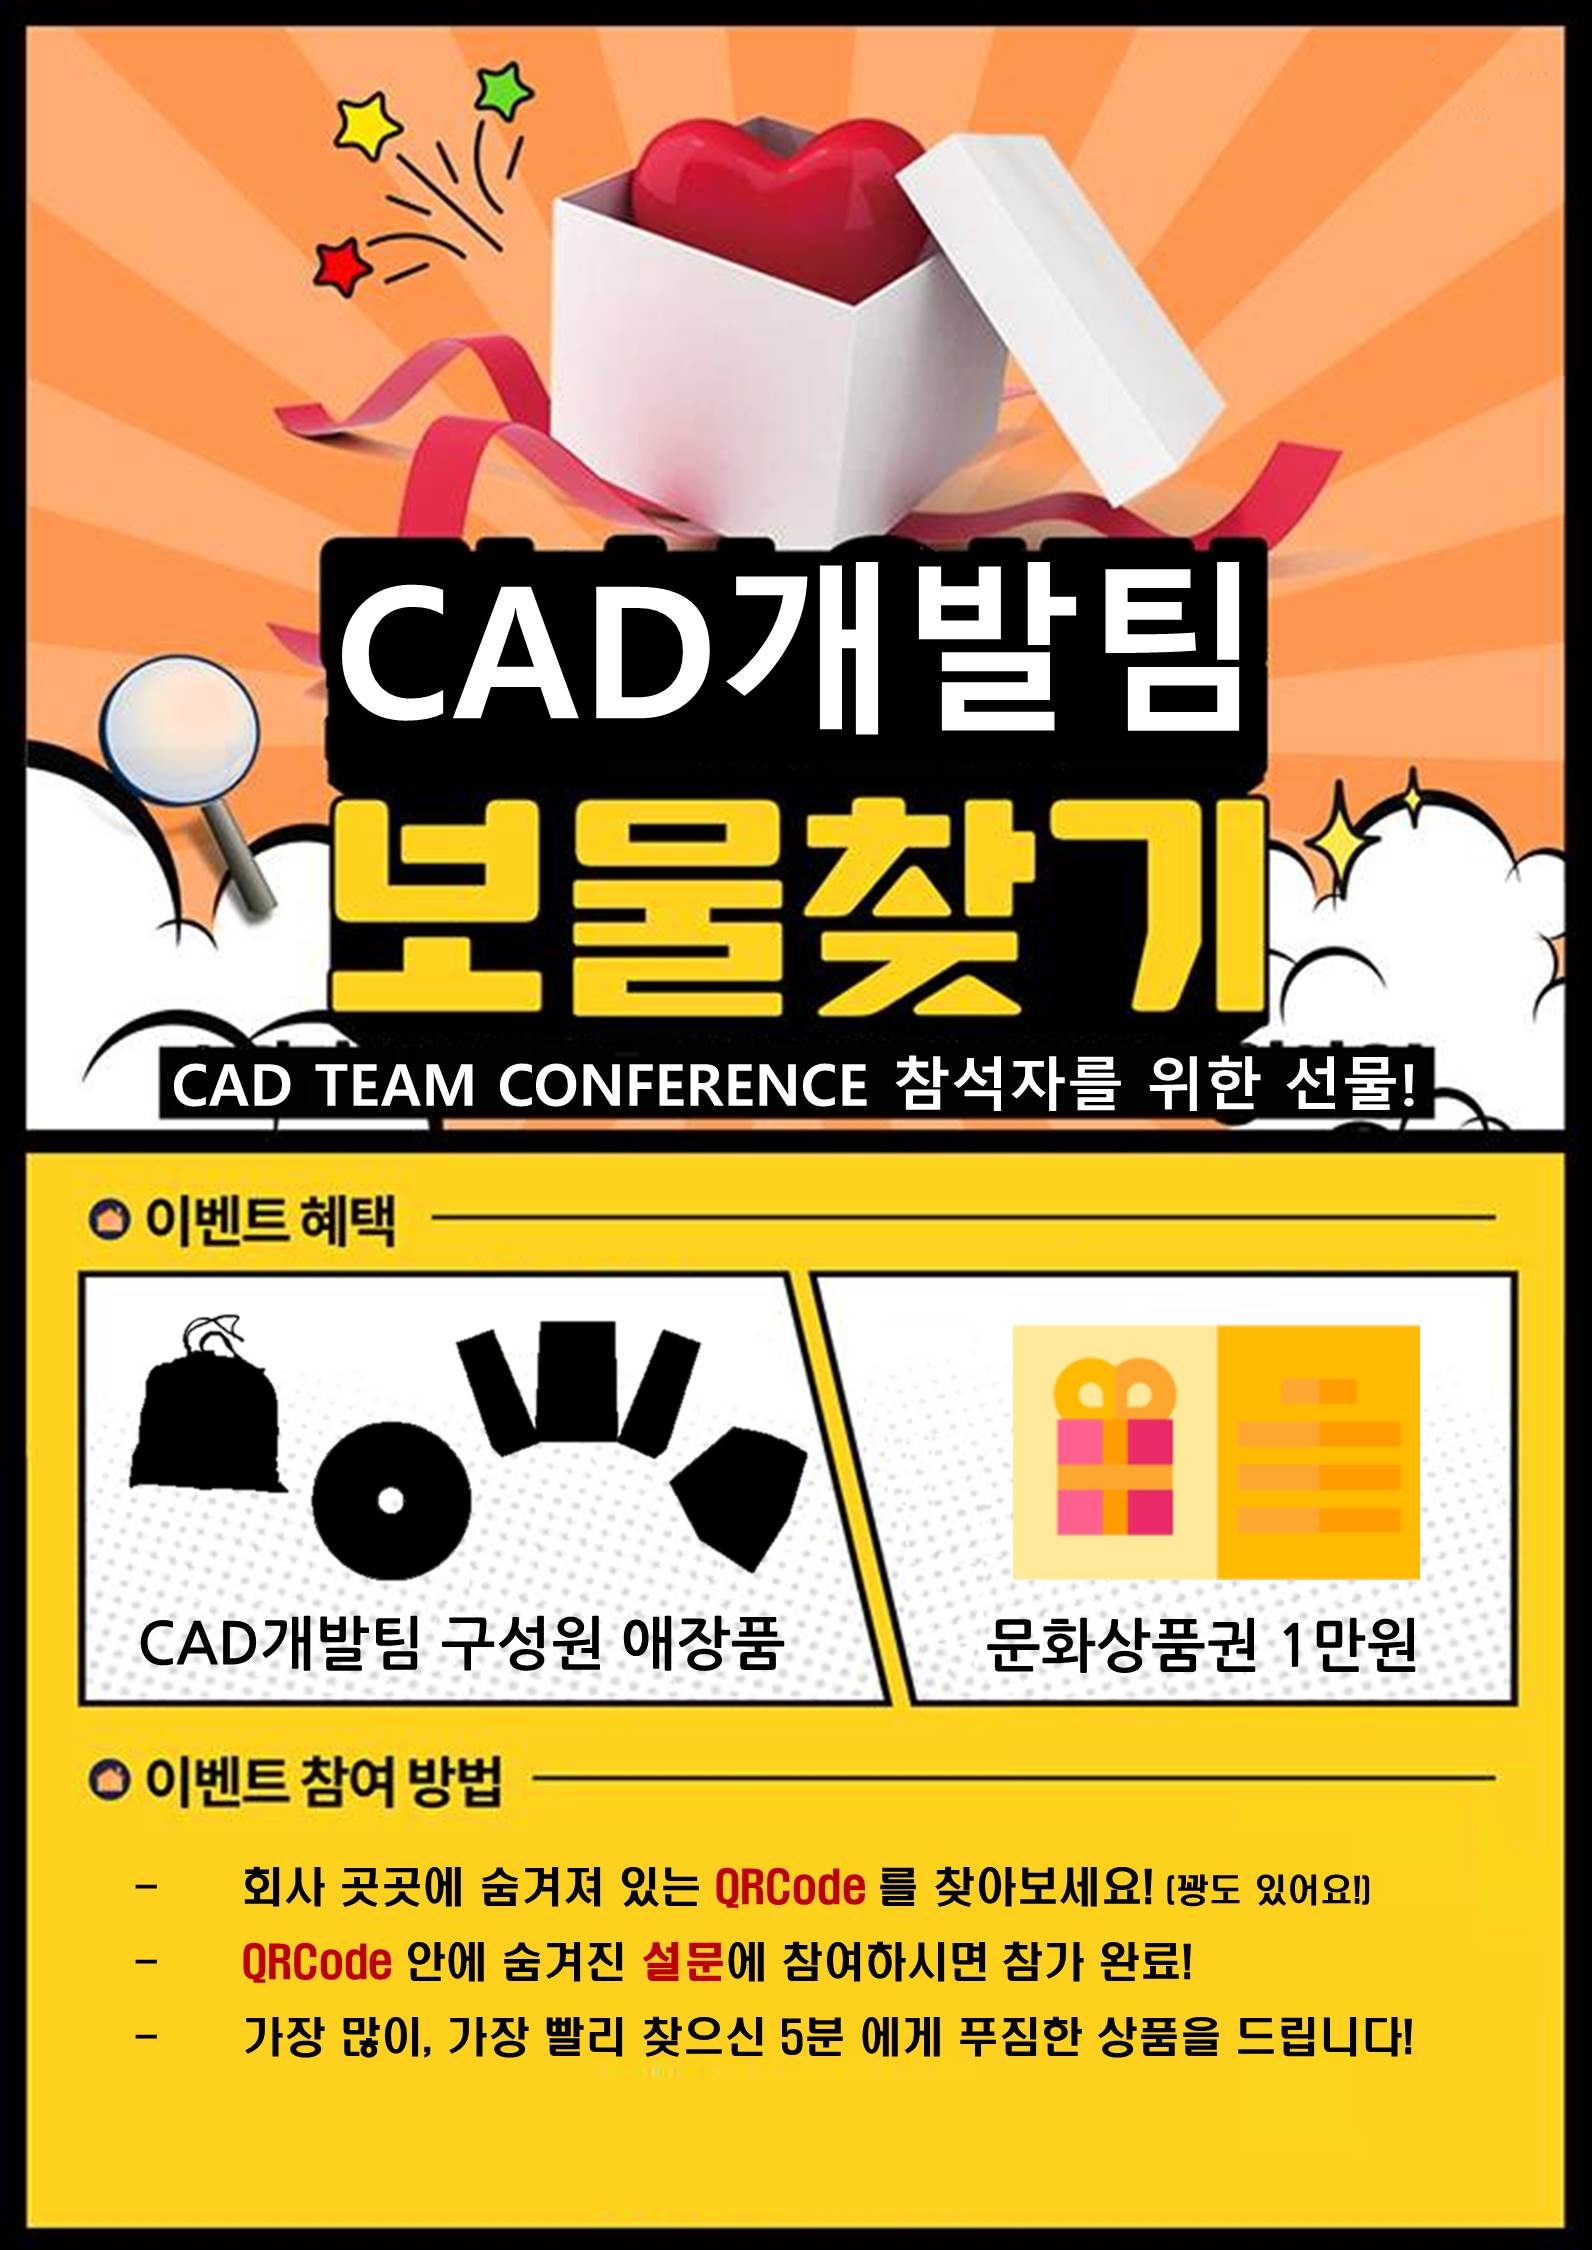 CAD개발팀
보물찾기
CAD TEAM CONFERENCE 참석자를 위한 선물!
이벤트 혜택
CAD개발팀 구성원 애장품
문화상품권 1만원
이벤트 참여 방법
- 회사 곳곳에 숨겨져 있는 QRCode 를 찾아보세요! (꽝도 있어요!)
- QRCode 안에 숨겨진 설문에 참여하시면 참가 완료!
- 가장 많이, 가장 빨리 찾으신 5분 에게 푸짐한 상품을 드립니다!